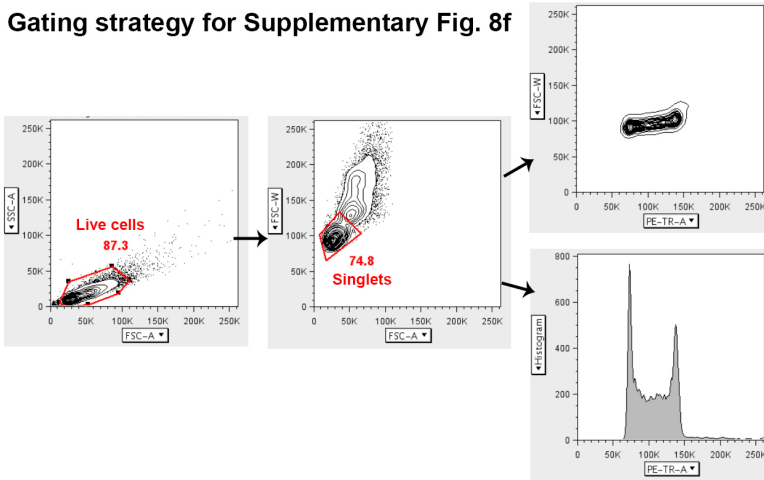 Gating strategy for Supplementary Fig. 8f
250K
200K
150K
100K
50K
0
◄ SSC-A
Live cells
87.3
0 50K 100K 150K 200K 250K
FSC-A ▼
250K
200K
150K
100K
50K
0
◄ FSC-W
74.8
Singlets
0 50K 100K 150K 200K 250K
FSC-A ▼
250K
200K
150K
100K
50K
0
◄ FSC-W
0 50K 100K 150K 200K 250K
PE-TR-A ▼
800
600
400
200
0
◄ Histogram
0 50K 100K 150K 200K 250K
PE-TR-A ▼